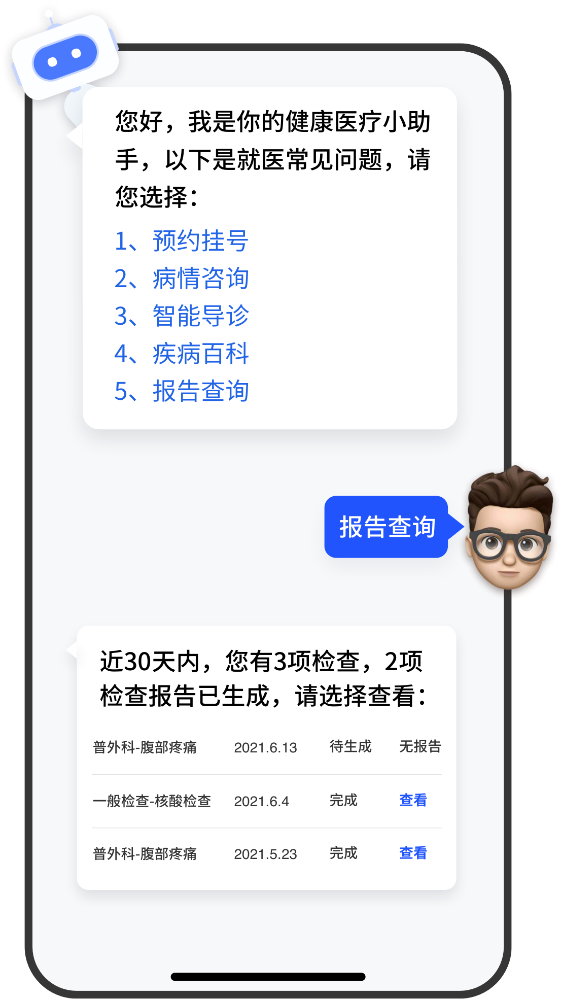 您好，我是你的健康医疗小助
手，以下是就医常见问题，请
您选择：
1、预约挂号
2、病情咨询
3、智能导诊
4、疾病百科
5、报告查询
报告查询
近30天内，您有3项检查，2项
检查报告已生成，请选择查看：
普外科-腹部疼痛 2021.6.13 待生成 无报告
一般检查-核酸检查 2021.6.4 完成 查看
普外科-腹部疼痛 2021.5.23 完成 查看